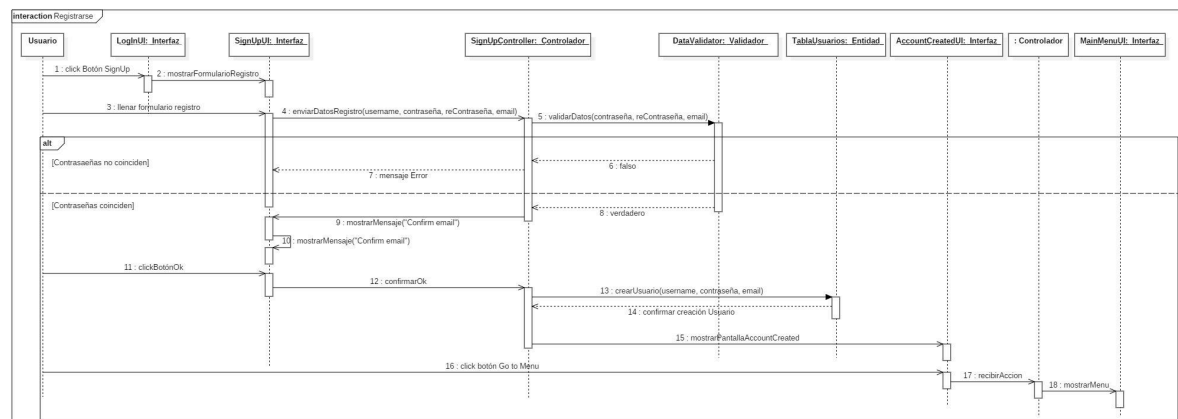 interaction Registrarse
Usuario
LogInUI: Interfaz
SignUpUI: Interfaz
SignUpController: Controlador
DataValidator: Validador
TablaUsuarios: Entidad
AccountCreatedUI: Interfaz
: Controlador
MainMenuUI: Interfaz
1 : click Botón SignUp
2 : mostrarFormularioRegistro
3 : llenar formulario registro
4 : enviarDatosRegistro(username, contraseña, reContraseña, email)
5 : validarDatos(contraseña, reContraseña, email)
alt
[Contrasaeñas no coinciden]
6 : falso
7 : mensaje Error
[Contraseñas coinciden]
8 : verdadero
9 : mostrarMensaje("Confirm email")
10 : mostrarMensaje("Confirm email")
11 : clickBotónOk
12 : confirmarOk
13 : crearUsuario(username, contraseña, email)
14 : confirmar creación Usuario
15 : mostrarPantallaAccountCreated
16 : click botón Go to Menu
17 : recibirAccion
18 : mostrarMenu